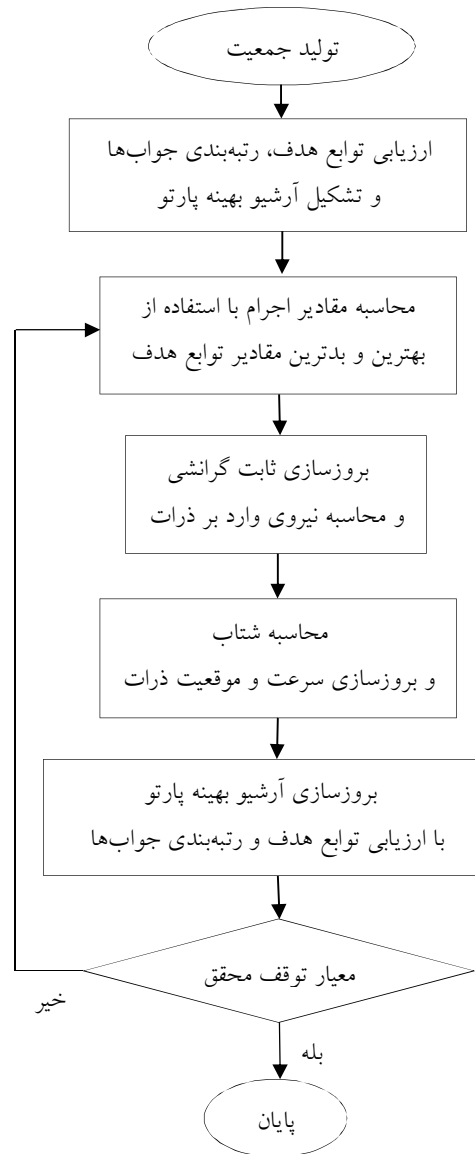 تولید جمعیت
ارزیابی توابع هدف، رتبه‌بندی جواب‌ها
و تشکیل آرشیو بهینه پارتو
محاسبه مقادیر اجرام با استفاده از
بهترین و بدترین مقادیر توابع هدف
بروزسازی ثابت گرانشی
و محاسبه نیروی وارد بر ذرات
محاسبه شتاب
و بروزسازی سرعت و موقعیت ذرات
بروزسازی آرشیو بهینه پارتو
با ارزیابی توابع هدف و رتبه‌بندی جواب‌ها
معیار توقف محقق
خیر
بله
پایان